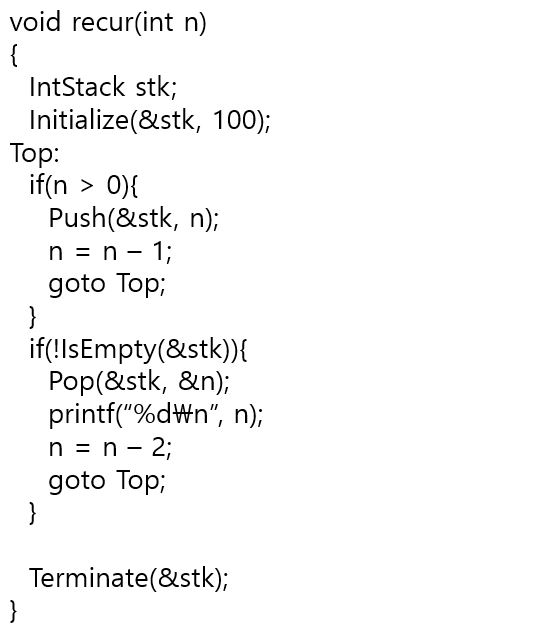 void recur(int n)
{
IntStack stk;
Initialize(&stk, 100);
Top:
if(n > 0){
Push(&stk, n);
n = n – 1;
goto Top;
}
if(!IsEmpty(&stk)){
Pop(&stk, &n);
printf(“%d₩n”, n);
n = n – 2;
goto Top;
}
Terminate(&stk);
}